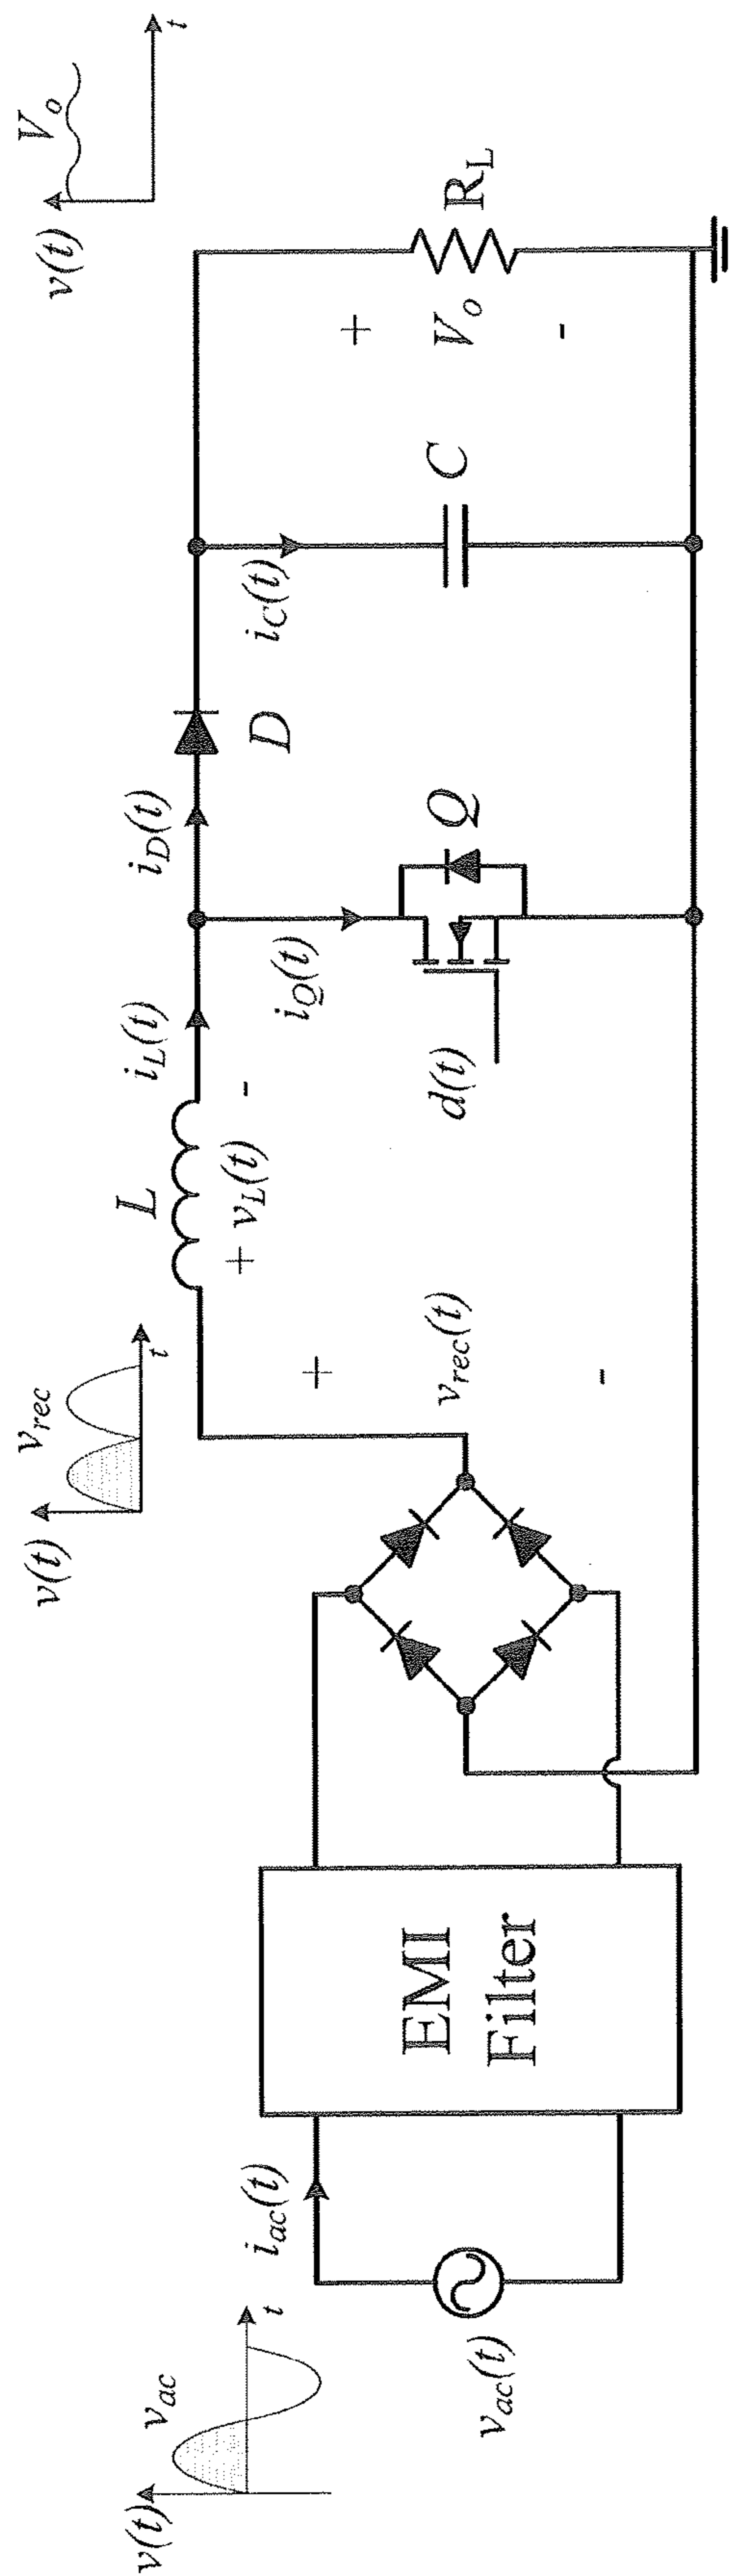 v(t)
v_ac
t
v_ac(t)
i_ac(t)
EMI
Filter
v(t)
v_rec
t
+
v_rec(t)
-
L
+ v_L(t) -
i_L(t)
i_Q(t)
d(t)
Q
i_D(t)
D
i_C(t)
C
+
V_o
-
R_L
v(t)
V_o
t